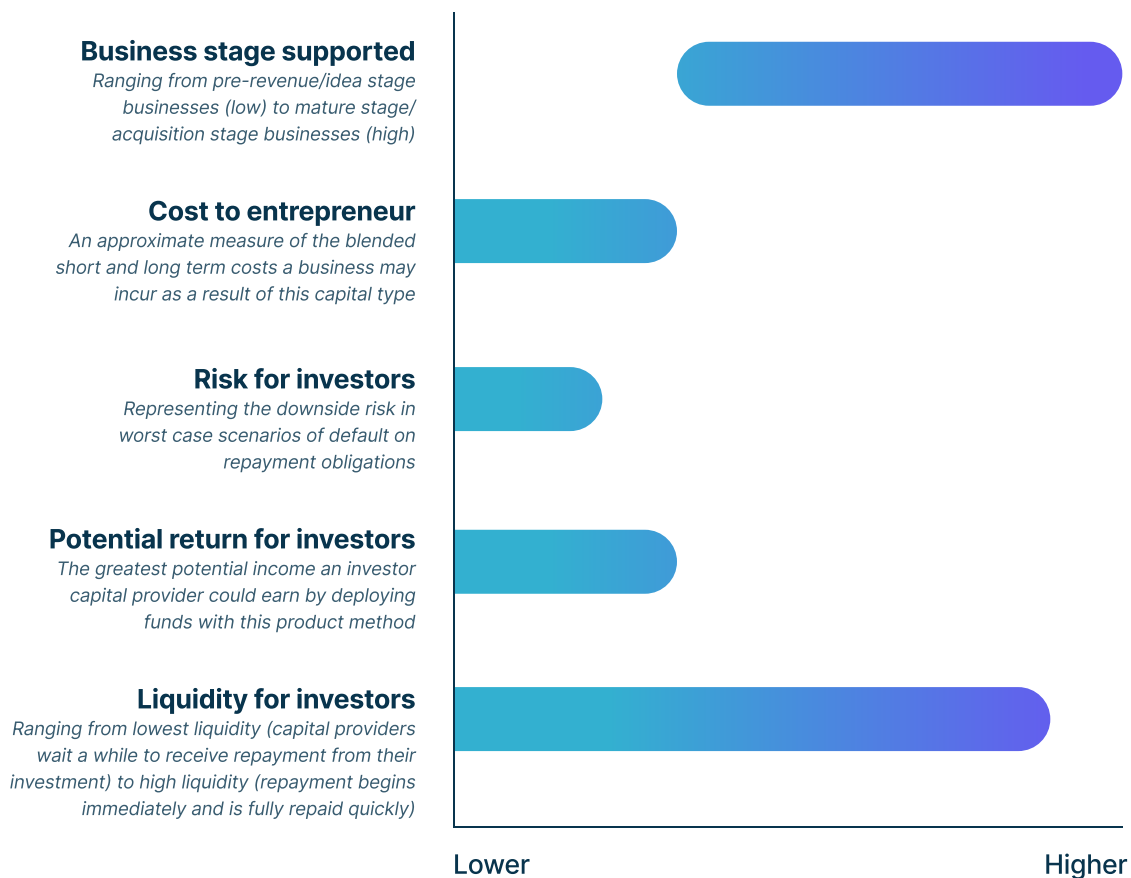 Business stage supported
Ranging from pre-revenue/idea stage
businesses (low) to mature stage/
acquisition stage businesses (high)
Cost to entrepreneur
An approximate measure of the blended
short and long term costs a business may
incur as a result of this capital type
Risk for investors
Representing the downside risk in
worst case scenarios of default on
repayment obligations
Potential return for investors
The greatest potential income an investor
capital provider could earn by deploying
funds with this product method
Liquidity for investors
Ranging from lowest liquidity (capital providers
wait a while to receive repayment from their
investment) to high liquidity (repayment begins
immediately and is fully repaid quickly)
Lower
Higher